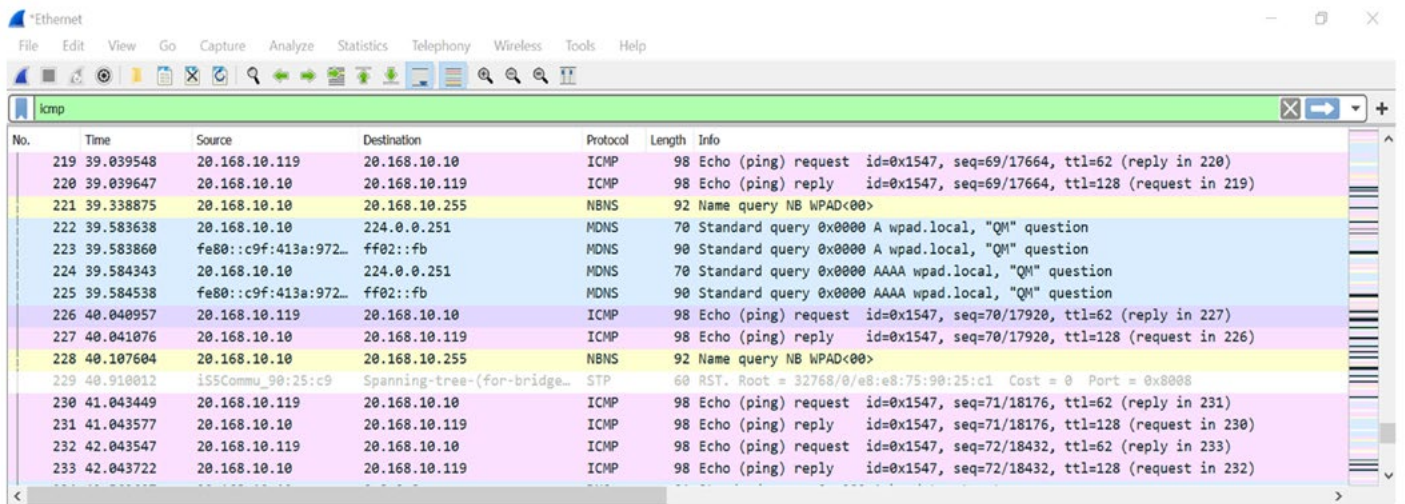 *Ethernet
File Edit View Go Capture Analyze Statistics Telephony Wireless Tools Help
icmp
No. Time Source Destination Protocol Length Info
219 39.039548 20.168.10.119 20.168.10.10 ICMP 98 Echo (ping) request id=0x1547, seq=69/17664, ttl=62 (reply in 220)
220 39.039647 20.168.10.10 20.168.10.119 ICMP 98 Echo (ping) reply id=0x1547, seq=69/17664, ttl=128 (request in 219)
221 39.338875 20.168.10.10 20.168.10.255 NBNS 92 Name query NB WPAD<00>
222 39.583638 20.168.10.10 224.0.0.251 MDNS 70 Standard query 0x0000 A wpad.local, "QM" question
223 39.583860 fe80::c9f:413a:972… ff02::fb MDNS 90 Standard query 0x0000 A wpad.local, "QM" question
224 39.584343 20.168.10.10 224.0.0.251 MDNS 70 Standard query 0x0000 AAAA wpad.local, "QM" question
225 39.584538 fe80::c9f:413a:972… ff02::fb MDNS 90 Standard query 0x0000 AAAA wpad.local, "QM" question
226 40.040957 20.168.10.119 20.168.10.10 ICMP 98 Echo (ping) request id=0x1547, seq=70/17920, ttl=62 (reply in 227)
227 40.041076 20.168.10.10 20.168.10.119 ICMP 98 Echo (ping) reply id=0x1547, seq=70/17920, ttl=128 (request in 226)
228 40.107604 20.168.10.10 20.168.10.255 NBNS 92 Name query NB WPAD<00>
229 40.910012 iS5Commu_90:25:c9 Spanning-tree-(for-bridge… STP 60 RST. Root = 32768/0/e8:e8:75:90:25:c1 Cost = 0 Port = 0x8008
230 41.043449 20.168.10.119 20.168.10.10 ICMP 98 Echo (ping) request id=0x1547, seq=71/18176, ttl=62 (reply in 231)
231 41.043577 20.168.10.10 20.168.10.119 ICMP 98 Echo (ping) reply id=0x1547, seq=71/18176, ttl=128 (request in 230)
232 42.043547 20.168.10.119 20.168.10.10 ICMP 98 Echo (ping) request id=0x1547, seq=72/18432, ttl=62 (reply in 233)
233 42.043722 20.168.10.10 20.168.10.119 ICMP 98 Echo (ping) reply id=0x1547, seq=72/18432, ttl=128 (request in 232)